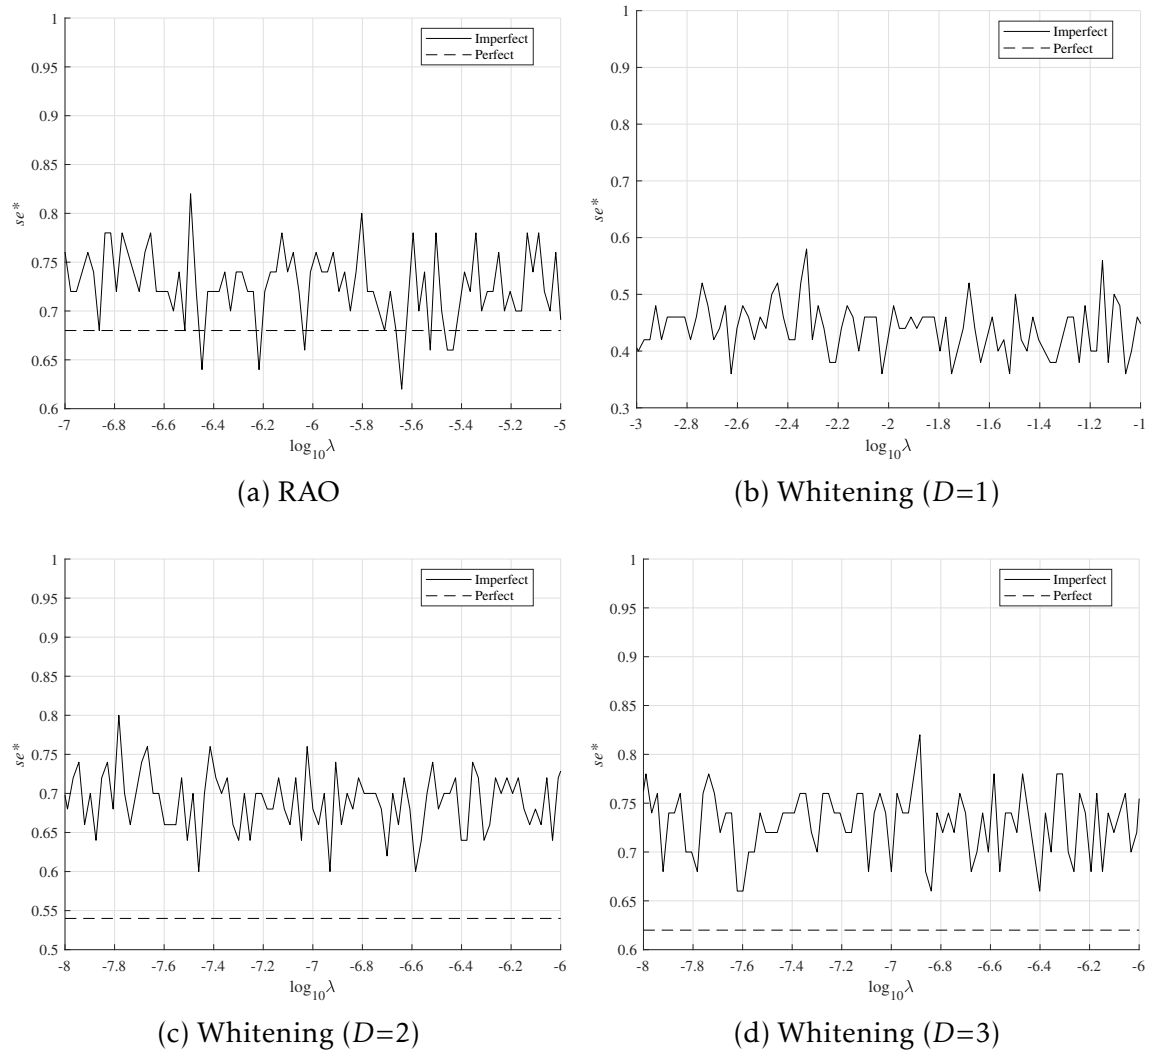 1
0.95
0.9
0.85
0.8
0.75
0.7
0.65
0.6
se*
-7 -6.8 -6.6 -6.4 -6.2 -6 -5.8 -5.6 -5.4 -5.2 -5
log10 λ
Imperfect
Perfect
(a) RAO
1
0.9
0.8
0.7
0.6
0.5
0.4
0.3
se*
-3 -2.8 -2.6 -2.4 -2.2 -2 -1.8 -1.6 -1.4 -1.2 -1
log10 λ
Imperfect
Perfect
(b) Whitening (D=1)
1
0.95
0.9
0.85
0.8
0.75
0.7
0.65
0.6
0.55
0.5
se*
-8 -7.8 -7.6 -7.4 -7.2 -7 -6.8 -6.6 -6.4 -6.2 -6
log10 λ
Imperfect
Perfect
(c) Whitening (D=2)
1
0.95
0.9
0.85
0.8
0.75
0.7
0.65
0.6
se*
-8 -7.8 -7.6 -7.4 -7.2 -7 -6.8 -6.6 -6.4 -6.2 -6
log10 λ
Imperfect
Perfect
(d) Whitening (D=3)